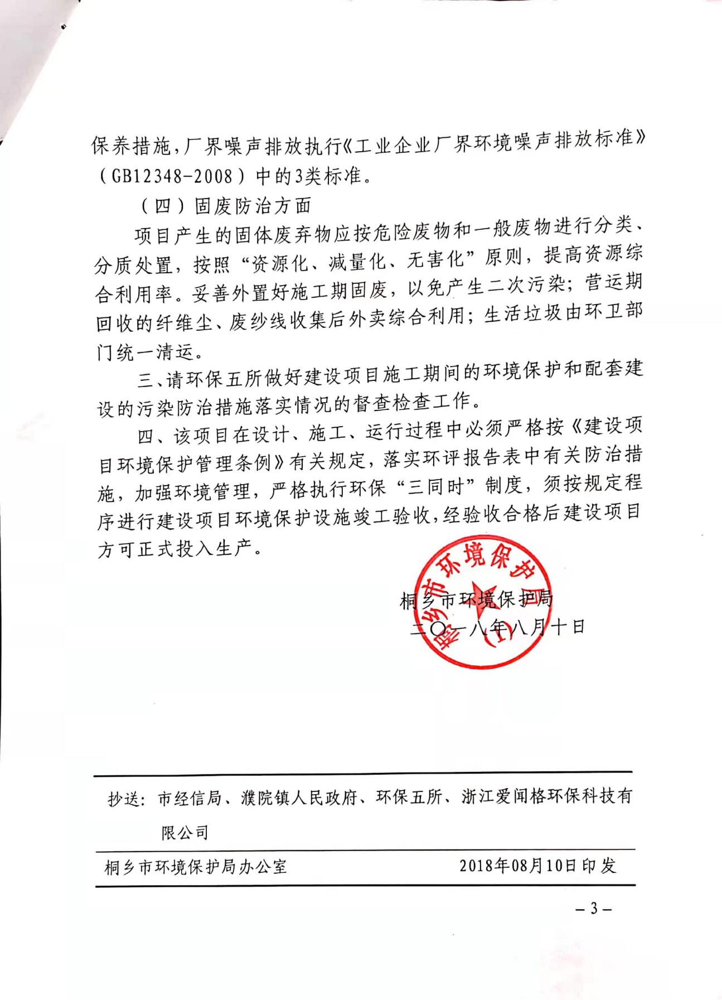 保养措施，厂界噪声排放执行《工业企业厂界环境噪声排放标准》
（GB12348-2008）中的3类标准。
（四）固废防治方面
项目产生的固体废弃物应按危险废物和一般废物进行分类、
分质处置，按照“资源化、减量化、无害化”原则，提高资源综
合利用率。妥善外置好施工期固废，以免产生二次污染；营运期
回收的纤维尘、废纱线收集后外卖综合利用；生活垃圾由环卫部
门统一清运。
三、请环保五所做好建设项目施工期间的环境保护和配套建
设的污染防治措施落实情况的督查检查工作。
四、该项目在设计、施工、运行过程中必须严格按《建设项
目环境保护管理条例》有关规定，落实环评报告表中有关防治措
施，加强环境管理，严格执行环保“三同时”制度，须按规定程
序进行建设项目环境保护设施竣工验收，经验收合格后建设项目
方可正式投入生产。
桐乡市环境保护局
(1)
桐乡市环境保护局
二〇一八年八月十日
抄送：市经信局、濮院镇人民政府、环保五所、浙江爱闻格环保科技有
限公司
桐乡市环境保护局办公室 2018年08月10日印发
－3－